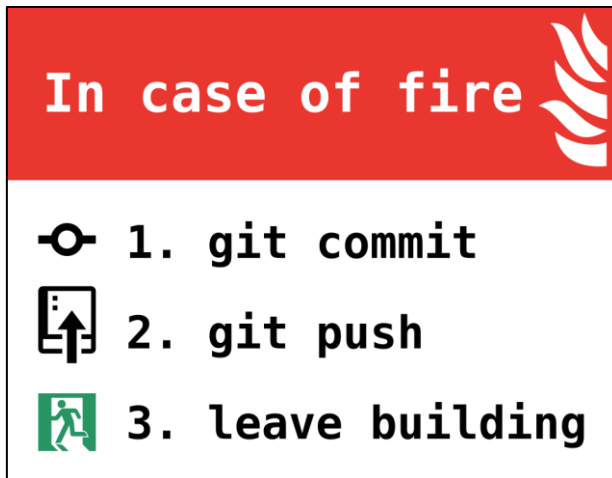 In case of fire
1. git commit
2. git push
3. leave building